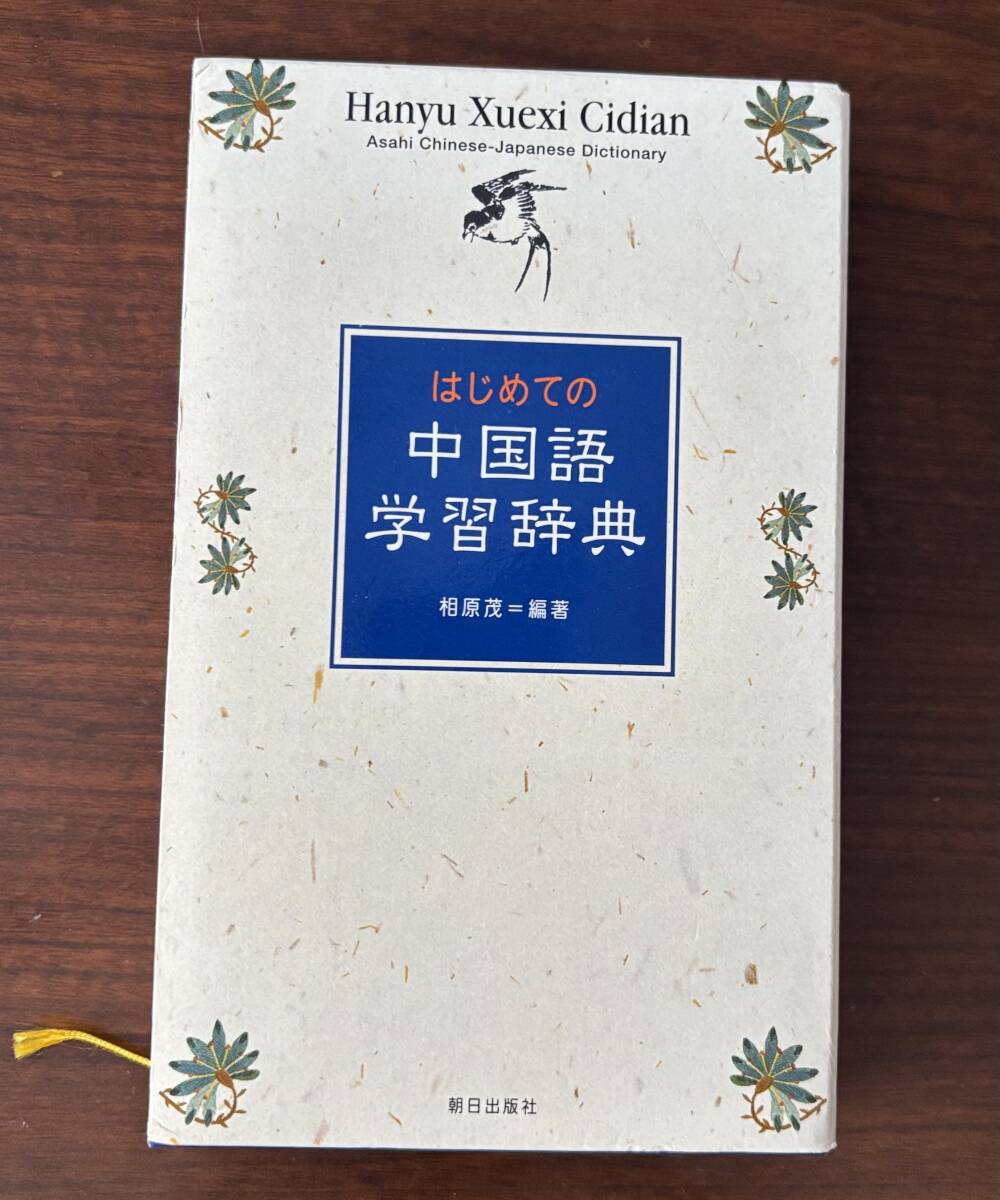 Hanyu Xuexi Cidian
Asahi Chinese-Japanese Dictionary
はじめての
中国語
学習辞典
相原茂＝編著
朝日出版社